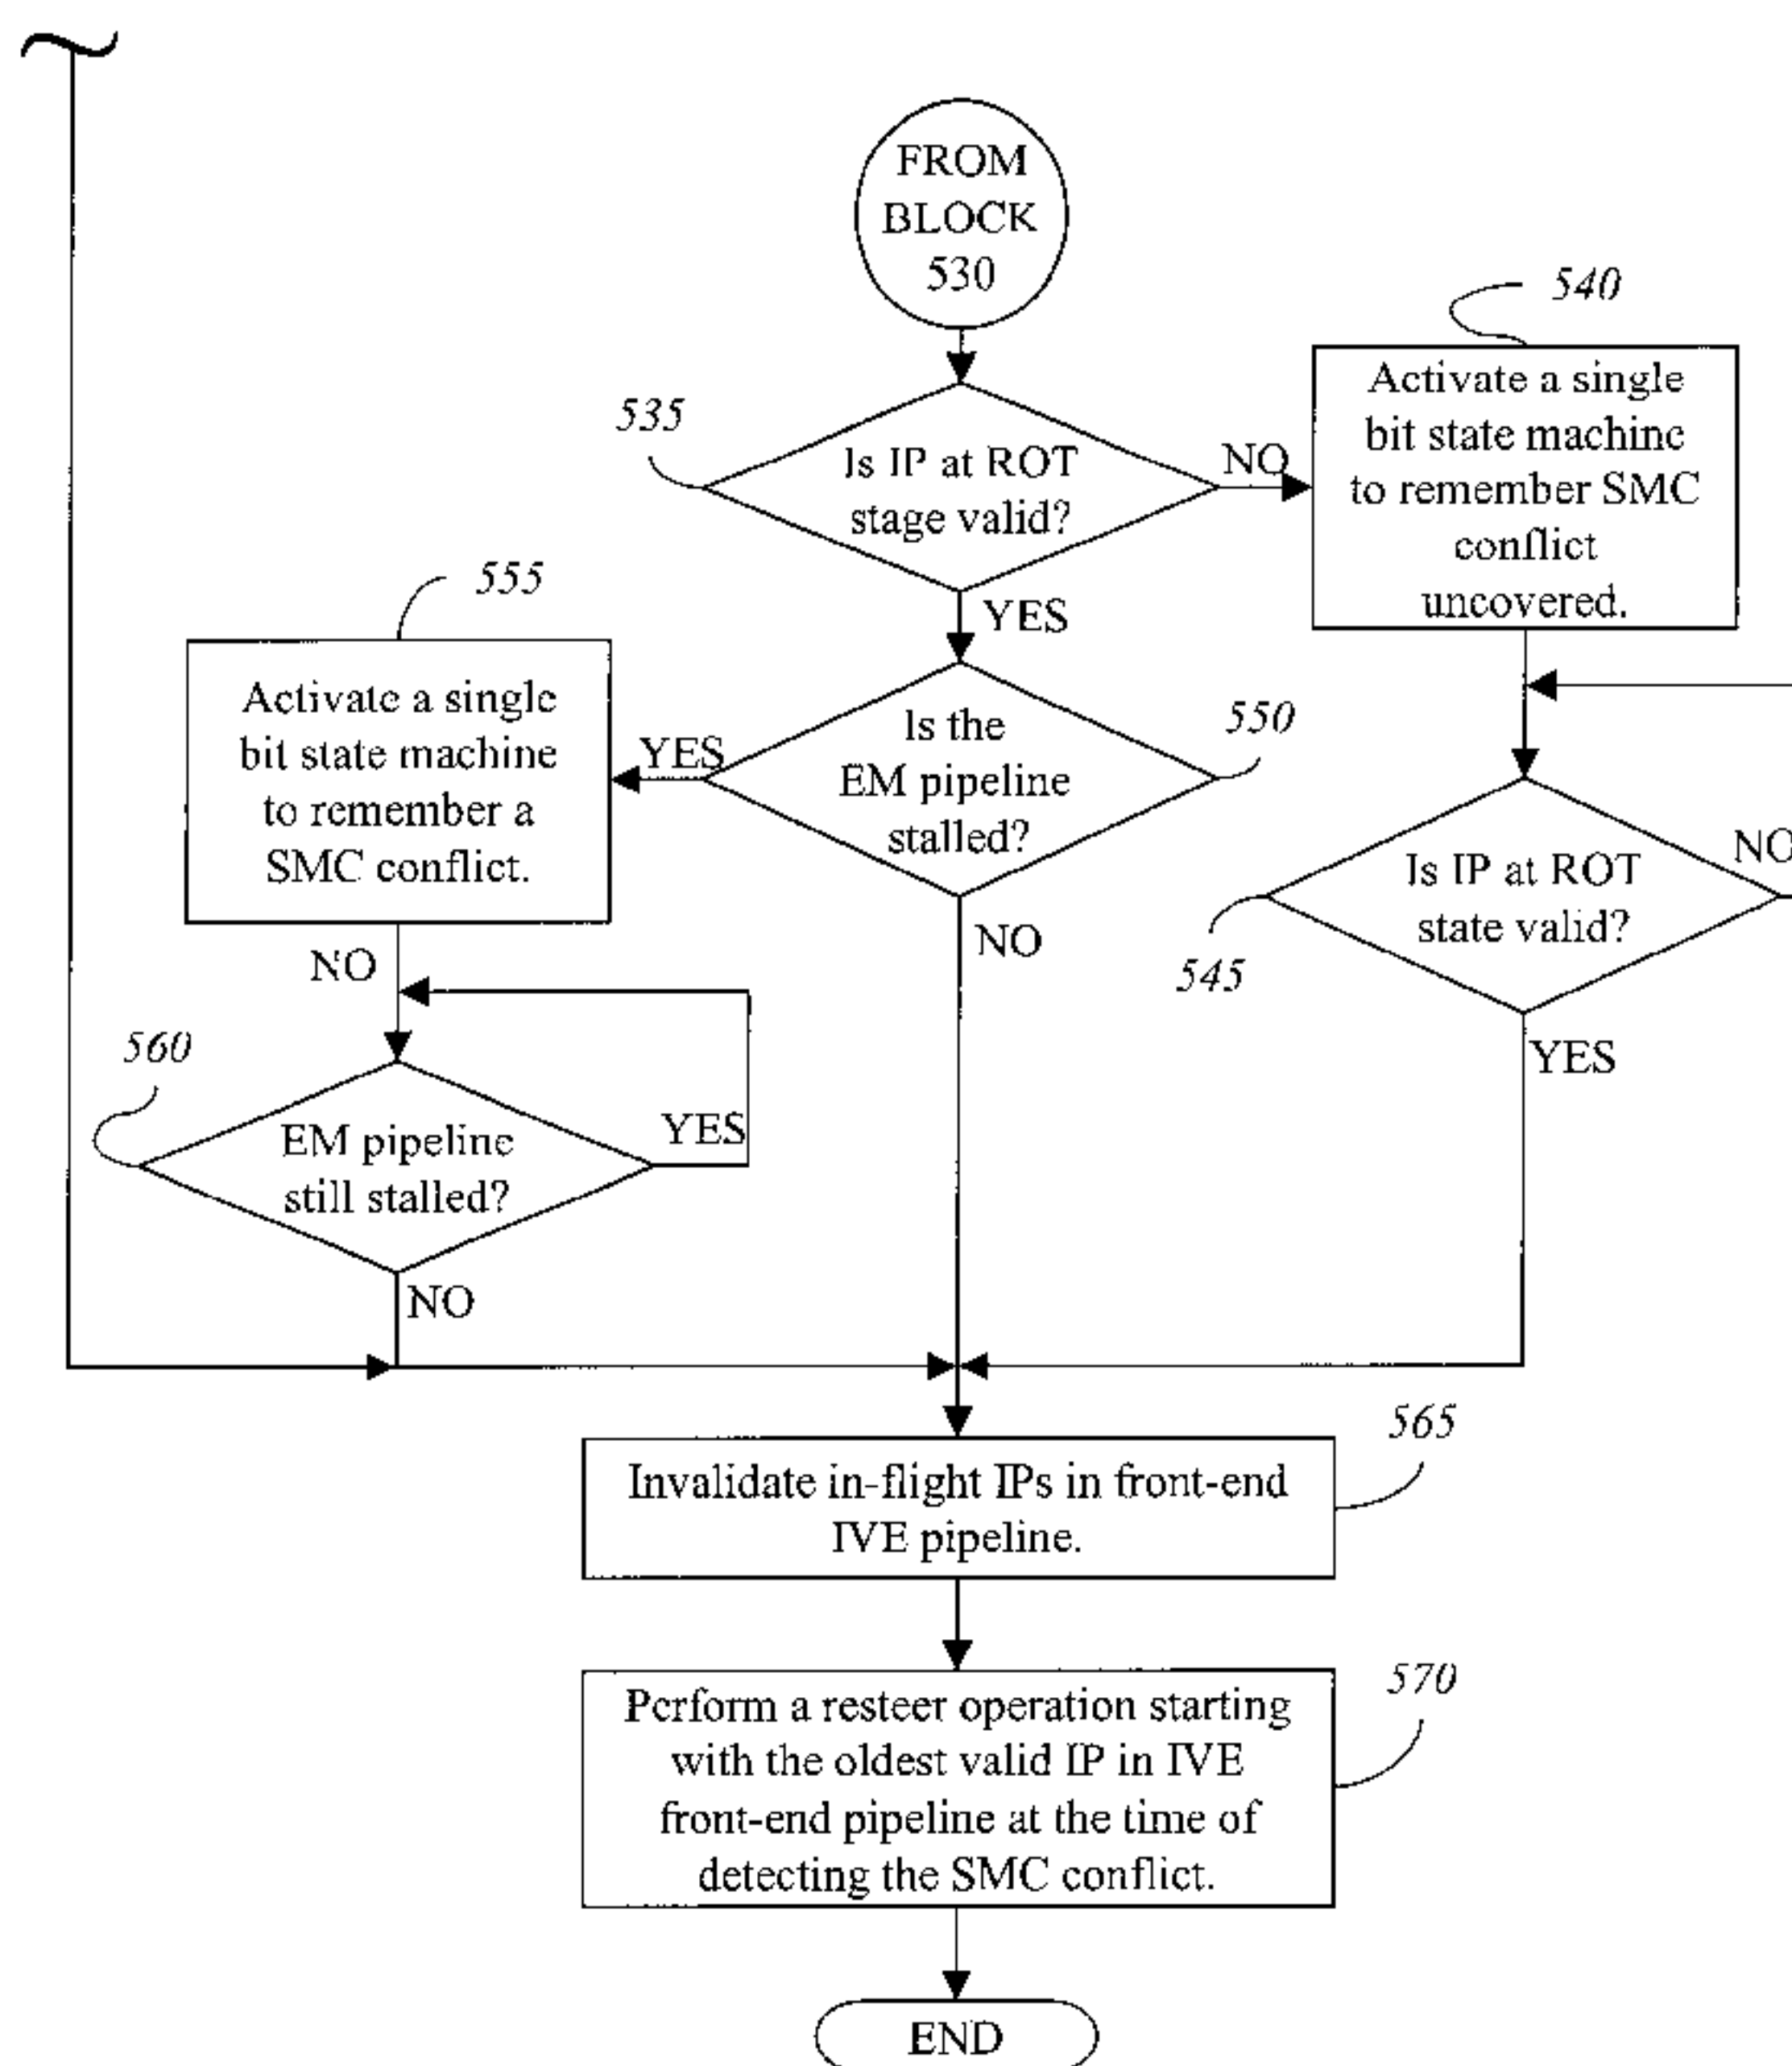 FROM
BLOCK
530
540
Activate a single
bit state machine
to remember SMC
conflict
uncovered.
535
Is IP at ROT
stage valid?
NO
YES
555
Activate a single
bit state machine
to remember a
SMC conflict.
YES
Is the
EM pipeline
stalled?
550
NO
NO
Is IP at ROT
state valid?
NO
545
YES
560
EM pipeline
still stalled?
YES
NO
565
Invalidate in-flight IPs in front-end
IVE pipeline.
570
Perform a resteer operation starting
with the oldest valid IP in IVE
front-end pipeline at the time of
detecting the SMC conflict.
END